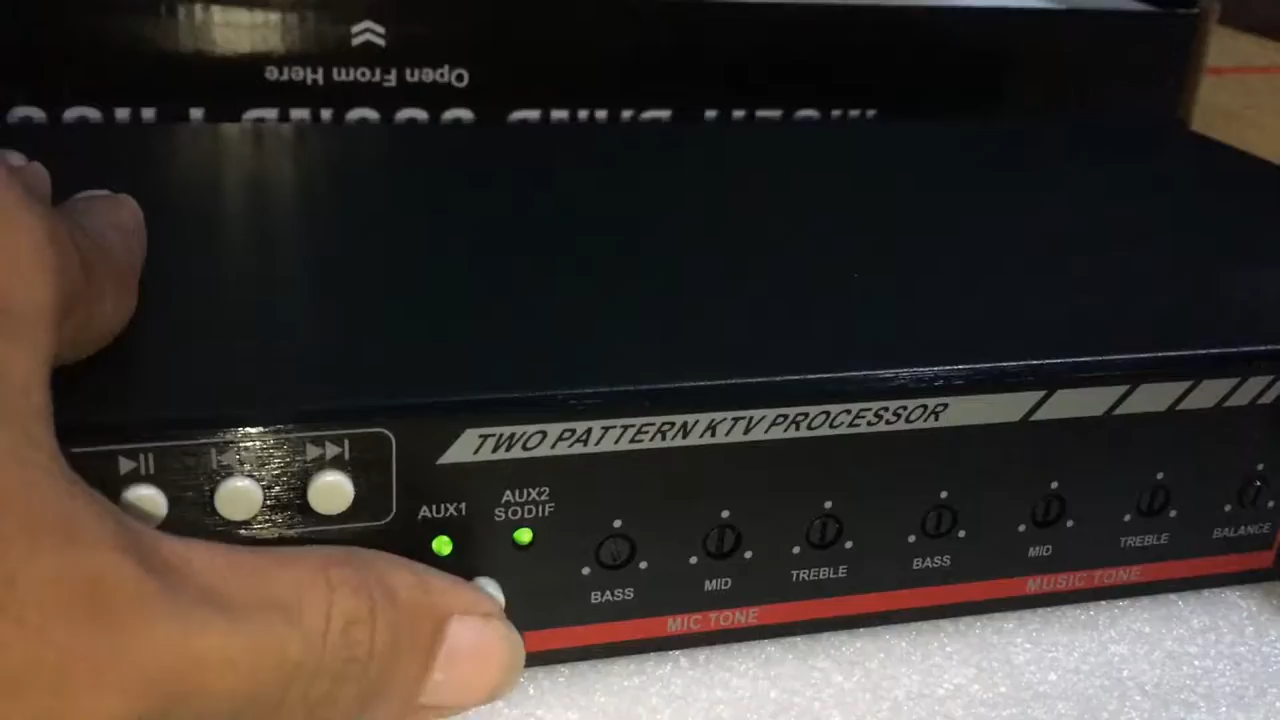 Open From Here
TWO PATTERN KTV PROCESSOR
AUX1
AUX2
SODIF
BASS
MID
TREBLE
BASS
MID
TREBLE
BALANCE
MIC TONE
MUSIC TONE